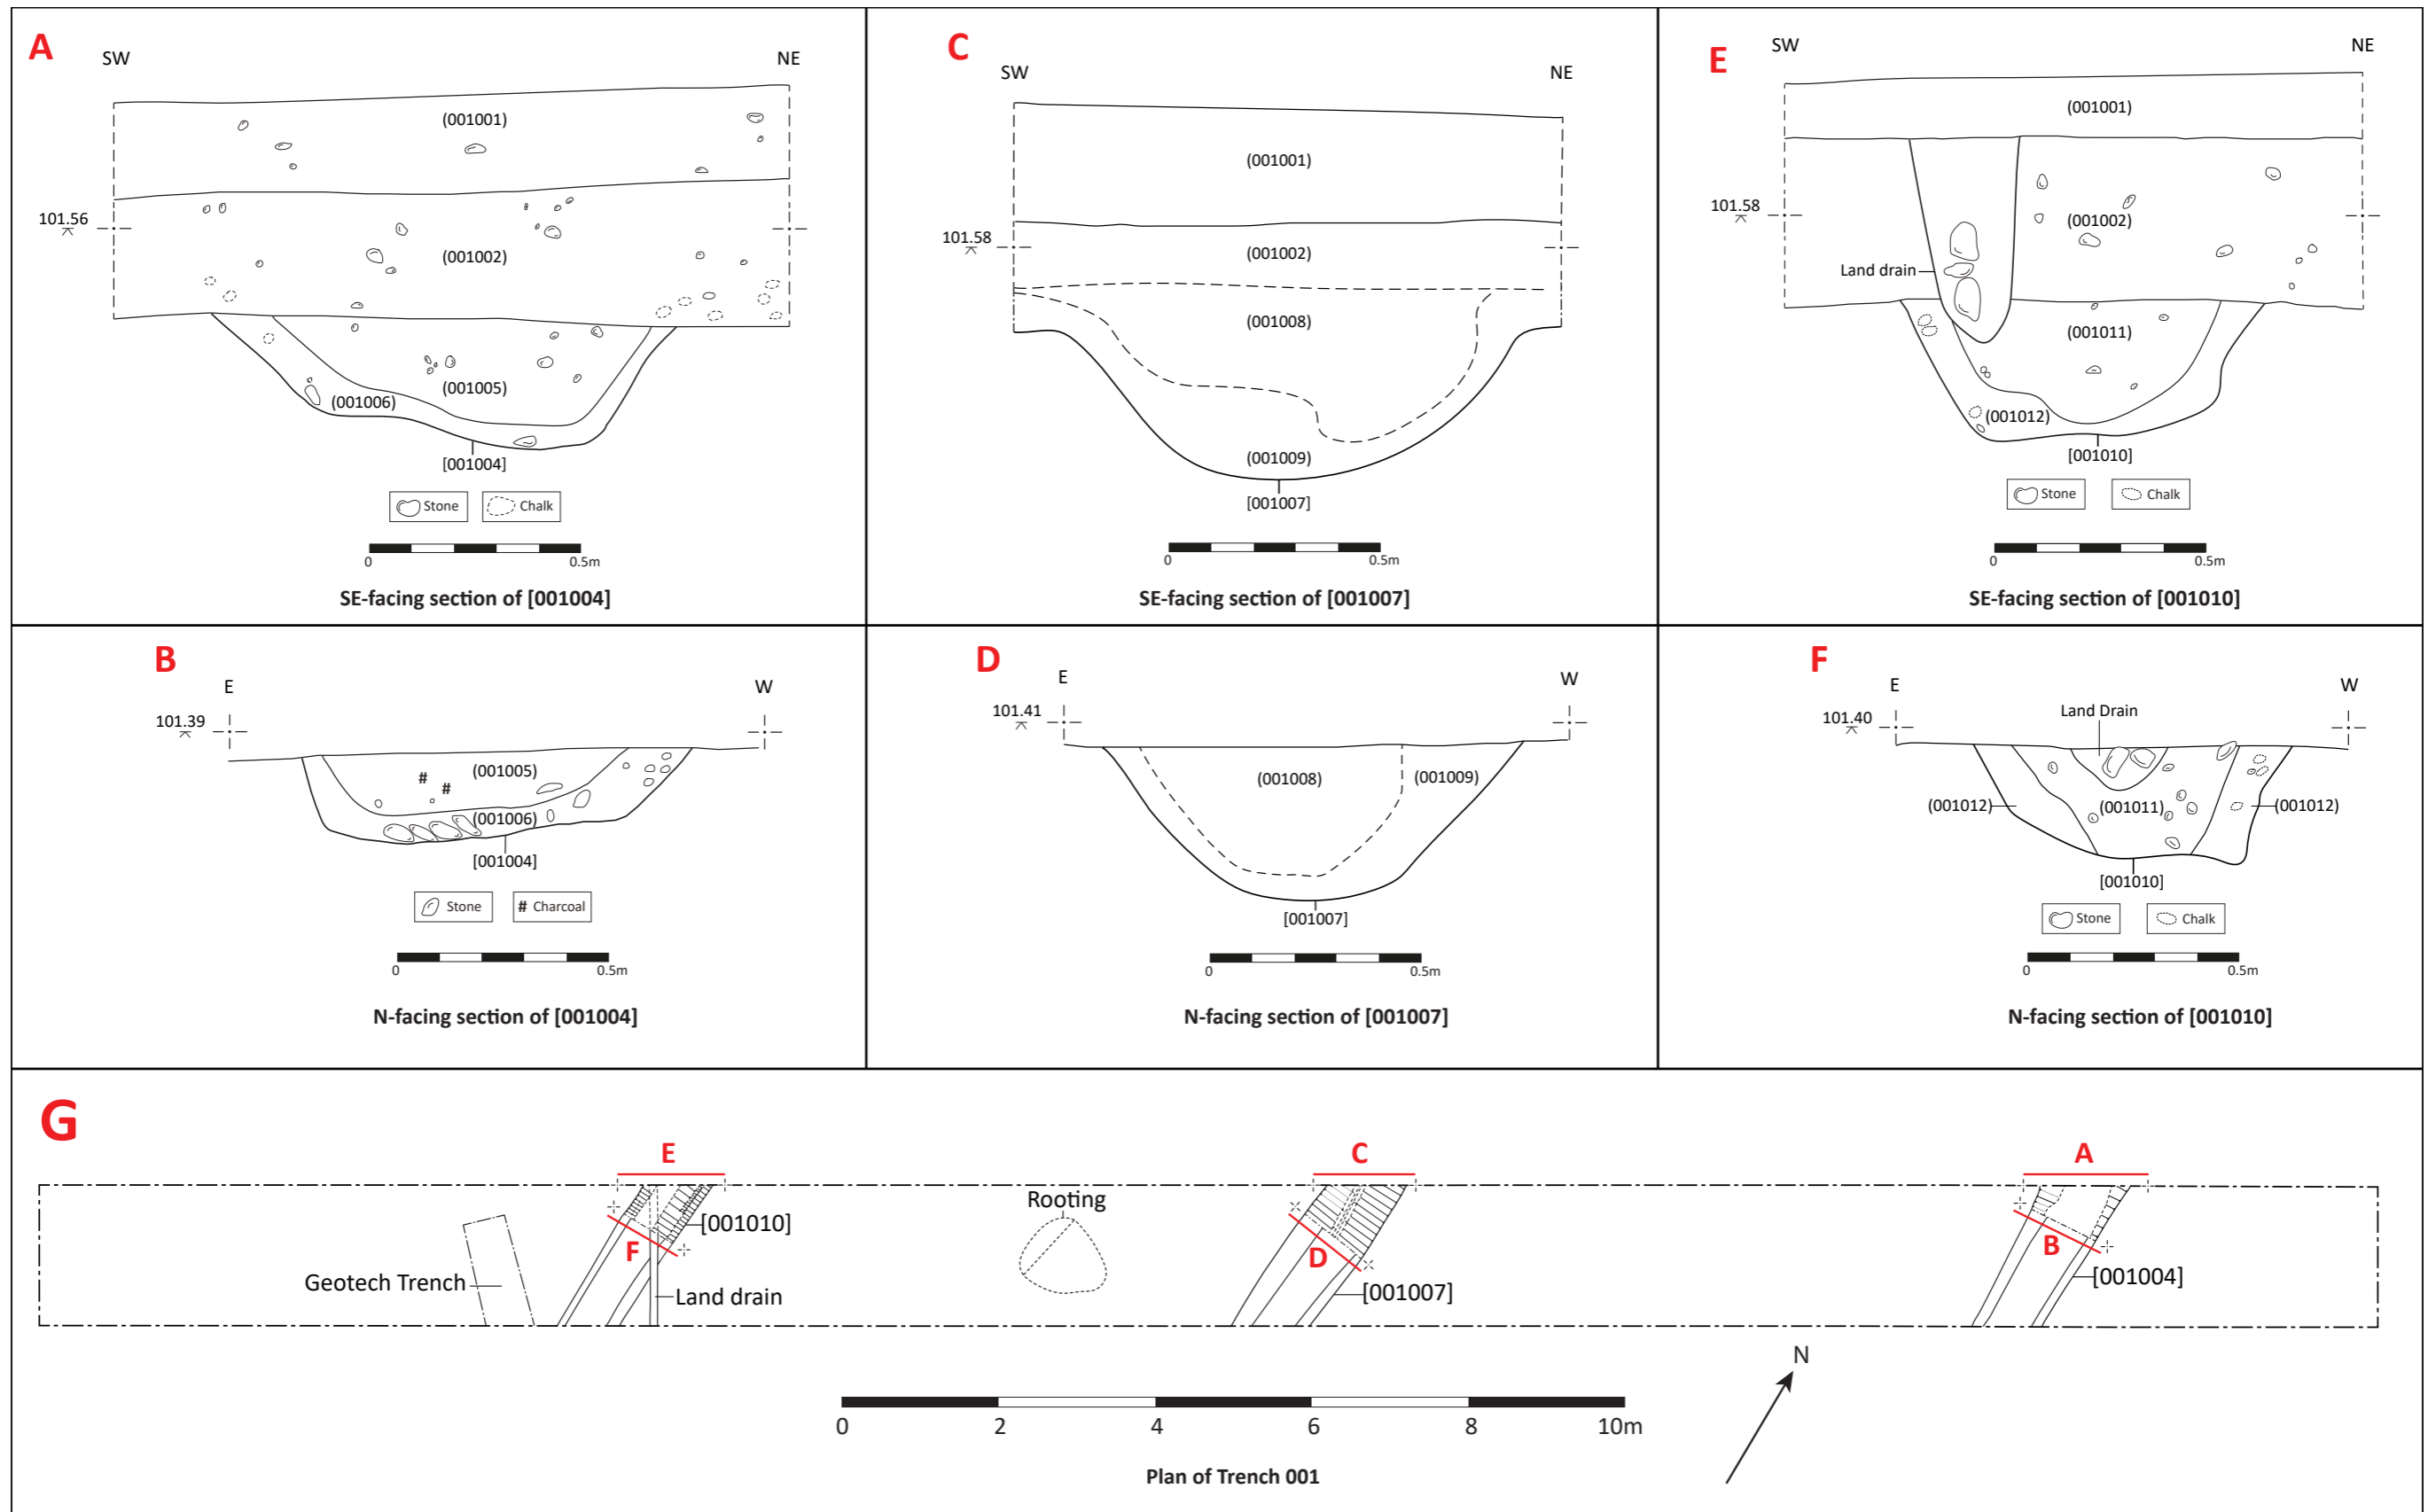 A
SW
NE
(001001)
101.56
(001002)
(001005)
(001006)
[001004]
Stone
Chalk
0
0.5m
SE-facing section of [001004]
C
SW
NE
(001001)
101.58
(001002)
(001008)
(001009)
[001007]
0
0.5m
SE-facing section of [001007]
E
SW
NE
(001001)
101.58
(001002)
Land drain
(001011)
(001012)
[001010]
Stone
Chalk
0
0.5m
SE-facing section of [001010]
B
E
W
101.39
#
(001005)
#
(001006)
[001004]
Stone
# Charcoal
0
0.5m
N-facing section of [001004]
D
E
W
101.41
(001008)
(001009)
[001007]
0
0.5m
N-facing section of [001007]
F
E
W
101.40
Land Drain
(001012)
(001011)
(001012)
[001010]
Stone
Chalk
0
0.5m
N-facing section of [001010]
G
E
C
A
Rooting
[001010]
F
D
B
Geotech Trench
Land drain
[001007]
[001004]
N
0
2
4
6
8
10m
Plan of Trench 001